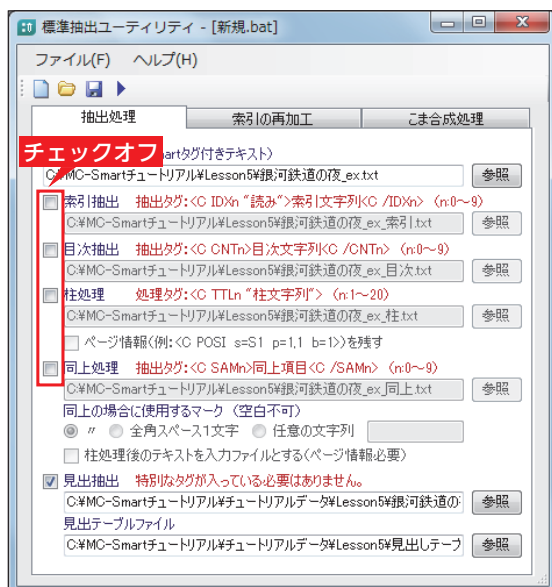 標準抽出ユーティリティ - [新規.bat]
ファイル(F) ヘルプ(H)
抽出処理 索引の再加工 こま合成処理
チェックオフ
martタグ付きテキスト)
C:¥MC-Smartチュートリアル¥Lesson5¥銀河鉄道の夜_ex.txt 参照
索引抽出 抽出タグ:<C IDXn "読み">索引文字列<C /IDXn> (n:0~9)
C:¥MC-Smartチュートリアル¥Lesson5¥銀河鉄道の夜_ex_索引.txt 参照
目次抽出 抽出タグ:<C CNTn>目次文字列<C /CNTn> (n:0~9)
C:¥MC-Smartチュートリアル¥Lesson5¥銀河鉄道の夜_ex_目次.txt 参照
柱処理 処理タグ:<C TTLn "柱文字列"> (n:1~20)
C:¥MC-Smartチュートリアル¥Lesson5¥銀河鉄道の夜_ex_柱.txt 参照
ページ情報(例:<C POSI s=S1 p=1,1 b=1>)を残す
同上処理 抽出タグ:<C SAMn>同上項目<C /SAMn> (n:0~9)
C:¥MC-Smartチュートリアル¥Lesson5¥銀河鉄道の夜_ex_同上.txt 参照
同上の場合に使用するマーク (空白不可)
〃 全角スペース1文字 任意の文字列
柱処理後のテキストを入力ファイルとする(ページ情報必要)
見出抽出 特別なタグが入っている必要はありません。
C:¥MC-Smartチュートリアル¥チュートリアルデータ¥Lesson5¥銀河鉄道の 参照
見出テーブルファイル
C:¥MC-Smartチュートリアル¥チュートリアルデータ¥Lesson5¥見出しテーブ 参照